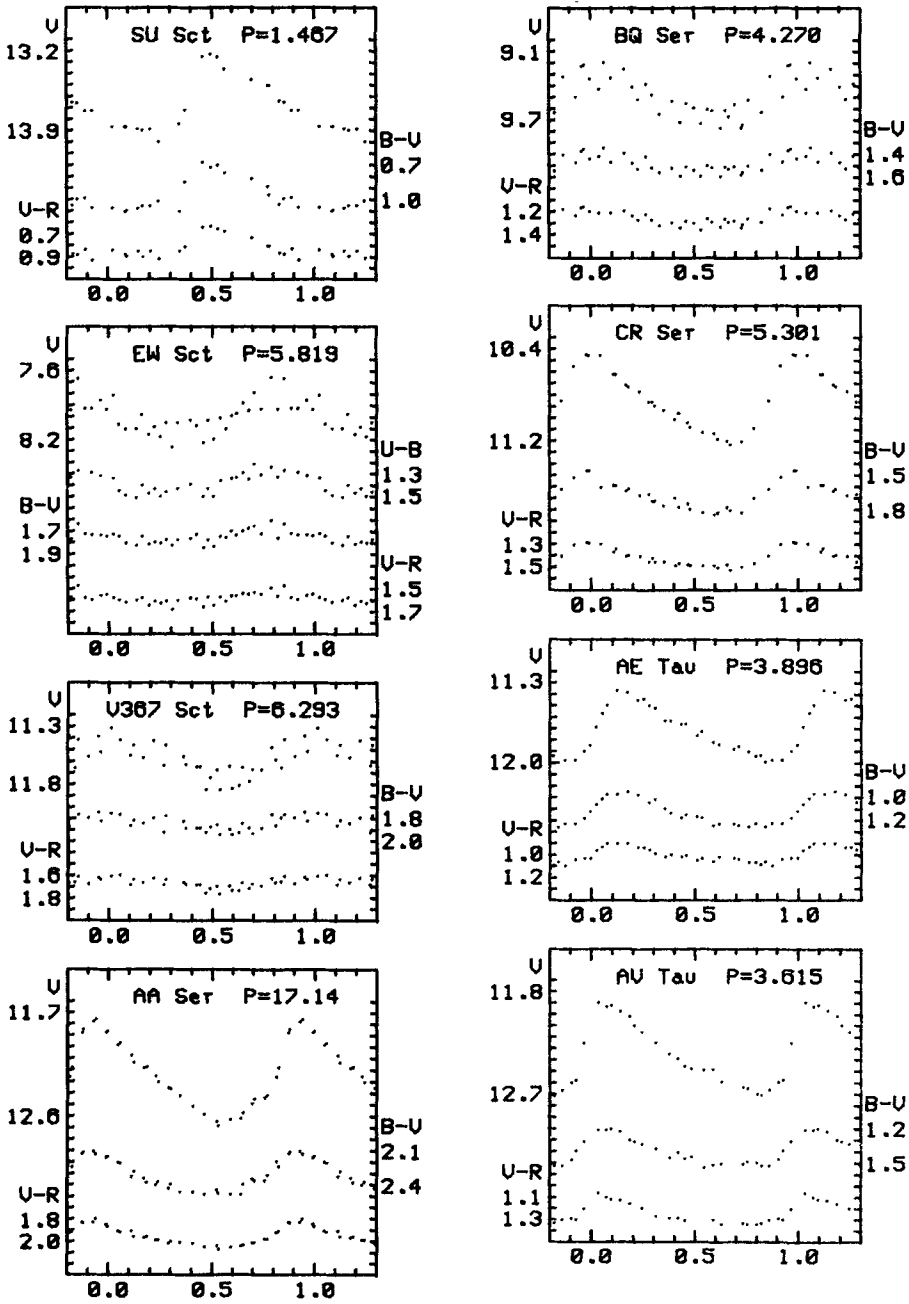 V
SU Sct P=1.467
13.2
13.9
B-V
0.7
1.0
V-R
0.7
0.9
0.0 0.5 1.0
V
EW Sct P=5.819
7.6
8.2
U-B
1.3
1.5
B-V
1.7
1.9
V-R
1.5
1.7
0.0 0.5 1.0
V
V367 Sct P=6.293
11.3
11.8
B-V
1.8
2.0
V-R
1.6
1.8
0.0 0.5 1.0
V
AA Ser P=17.14
11.7
12.6
B-V
2.1
2.4
V-R
1.8
2.0
0.0 0.5 1.0
V
BQ Ser P=4.270
9.1
9.7
B-V
1.4
1.6
V-R
1.2
1.4
0.0 0.5 1.0
V
CR Ser P=5.301
10.4
11.2
B-V
1.5
1.8
V-R
1.3
1.5
0.0 0.5 1.0
V
AE Tau P=3.896
11.3
12.0
B-V
1.0
1.2
V-R
1.0
1.2
0.0 0.5 1.0
V
AV Tau P=3.615
11.8
12.7
B-V
1.2
1.5
V-R
1.1
1.3
0.0 0.5 1.0